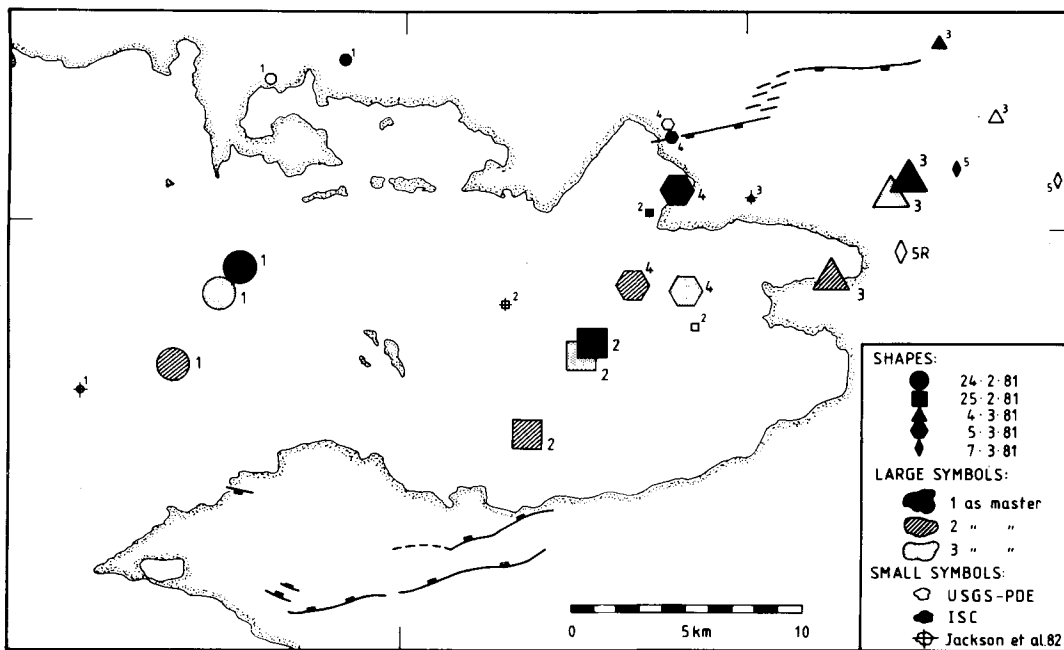 3
1
1
3
4
4
3
5
5
4
2
3
3
5R
4
4
3
1
1
2
2
2
2
1
1
2
SHAPES:
24·2·81
25·2·81
4·3·81
5·3·81
7·3·81
LARGE SYMBOLS:
1 as master
2 " "
3 " "
SMALL SYMBOLS:
USGS-PDE
ISC
Jackson et al.82
0 5km 10